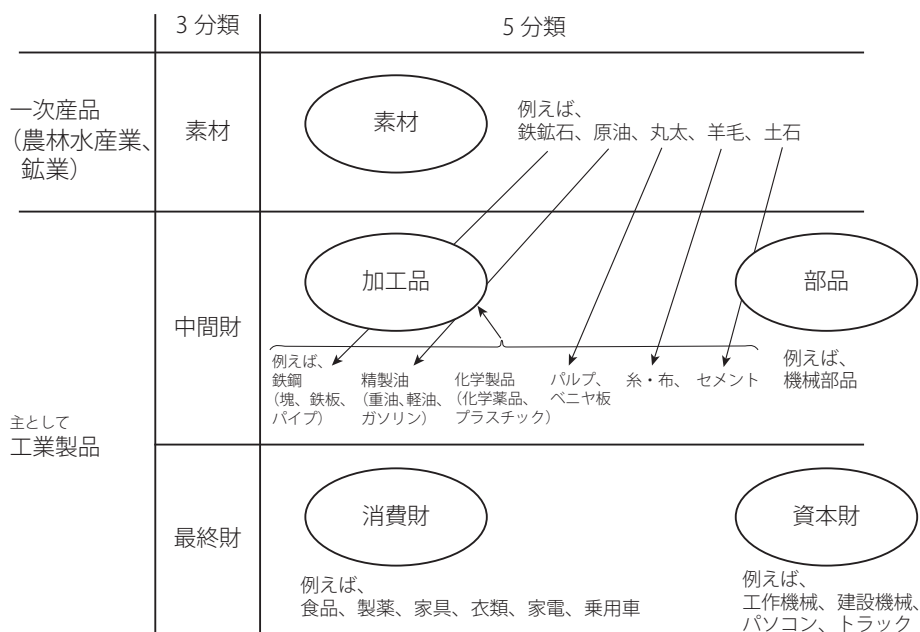 3 分類
5 分類
一次産品
（農林水産業、
鉱業）
素材
素材
例えば、
鉄鉱石、原油、丸太、羊毛、土石
主として
工業製品
中間財
加工品
部品
例えば、
鉄鋼
（塊、鉄板、
パイプ）
精製油
（重油、軽油、
ガソリン）
化学製品
（化学薬品、
プラスチック）
パルプ、
ベニヤ板
糸・布、
セメント
例えば、
機械部品
最終財
消費財
資本財
例えば、
食品、製薬、家具、衣類、家電、乗用車
例えば、
工作機械、建設機械、
パソコン、トラック